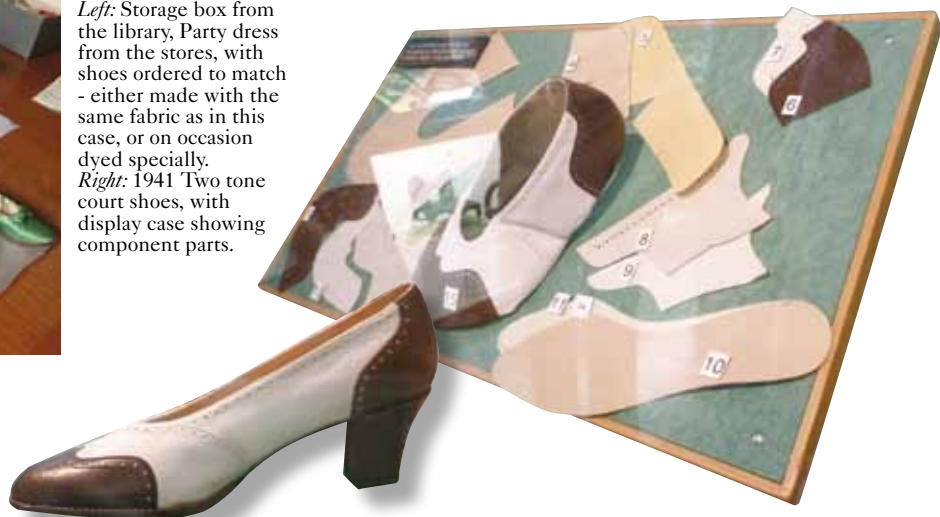 Left: Storage box from
the library, Party dress
from the stores, with
shoes ordered to match
- either made with the
same fabric as in this
case, or on occasion
dyed specially.
Right: 1941 Two tone
court shoes, with
display case showing
component parts.
7
6
8
9
11
10